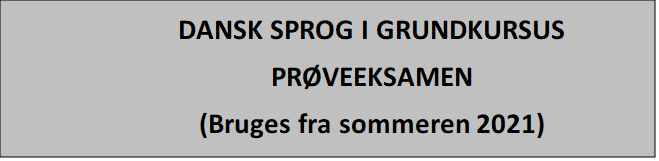 DANSK SPROG I GRUNDKURSUS
PRØVEEKSAMEN
(Bruges fra sommeren 2021)